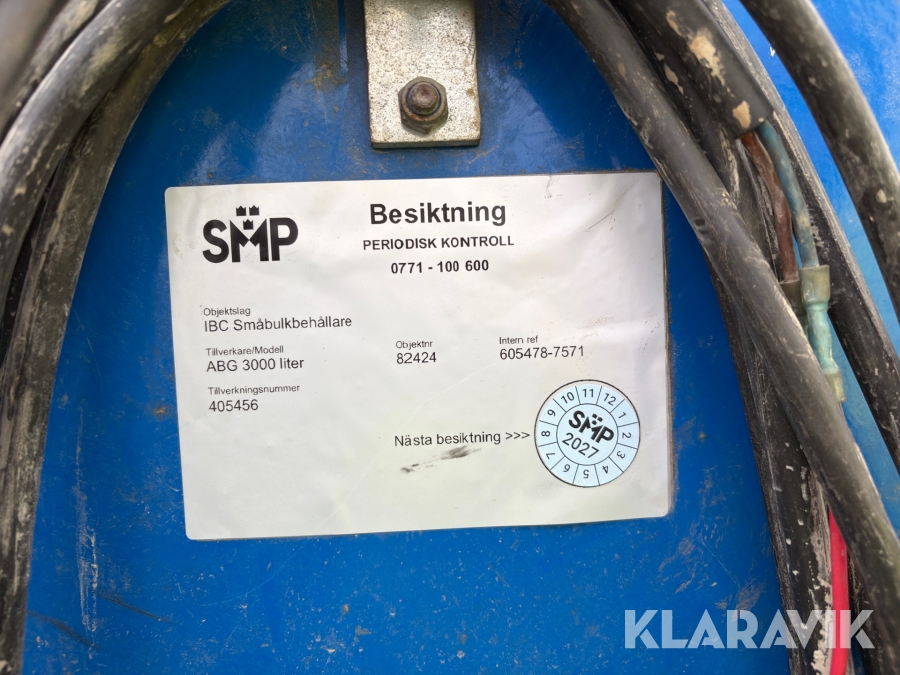 SMP
Besiktning
PERIODISK KONTROLL
0771 - 100 600
Objektslag
IBC Småbulkbehållare
Tillverkare/Modell
ABG 3000 liter
Objektnr
82424
Intern ref
605478-7571
Tillverkningsnummer
405456
Nästa besiktning >>>
1 2 3 4 5 6 7 8 9 10 11 12
SMP
2027
KLARAVIK